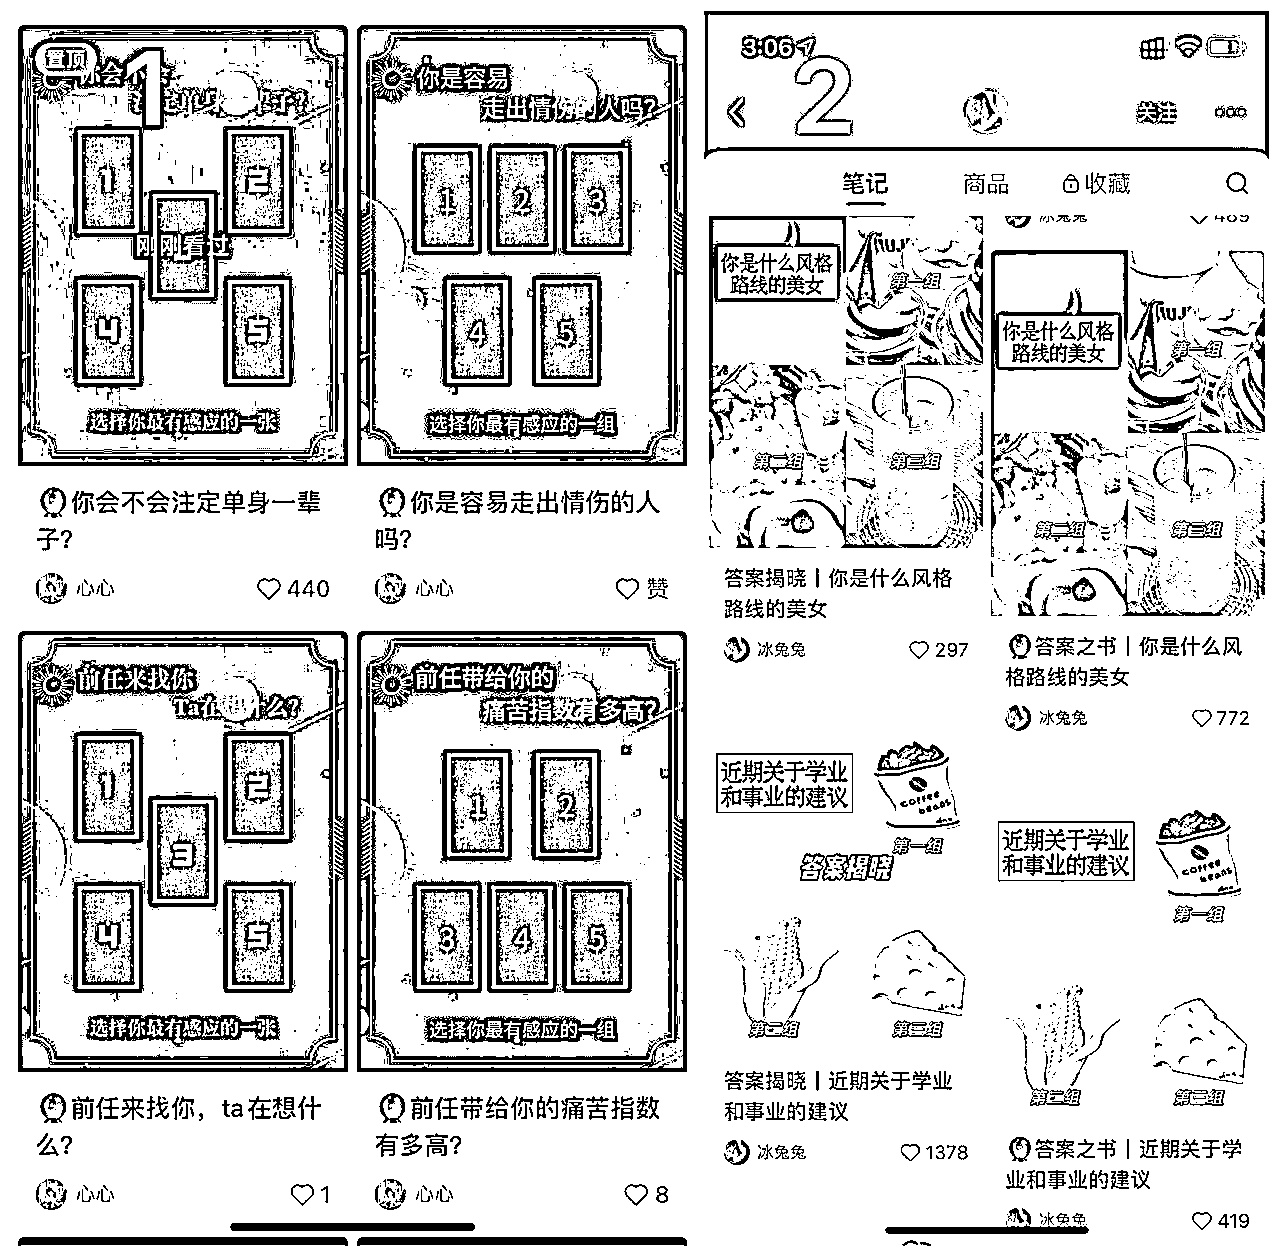 置顶
1
你会不会
注定单身一辈子?
1
2
刚刚看过
4
5
选择你最有感应的一张
你会不会注定单身一辈
子?
心心
440
你是容易
走出情伤的人吗?
1
2
3
4
5
选择你最有感应的一组
你是容易走出情伤的人
吗?
心心
赞
前任来找你
Ta在想什么?
1
2
3
4
5
选择你最有感应的一张
前任来找你，ta在想什
么?
心心
1
前任带给你的
痛苦指数有多高?
1
2
3
4
5
选择你最有感应的一组
前任带给你的痛苦指数
有多高?
心心
8
3:06
2
关注
笔记
商品
收藏
你是什么风格
路线的美女
第一组
第二组
第三组
答案揭晓丨你是什么风格
路线的美女
冰兔兔
297
近期关于学业
和事业的建议
coffee
beans
第一组
答案揭晓
第二组
第三组
答案揭晓丨近期关于学业
和事业的建议
冰兔兔
1378
冰兔兔
489
你是什么风格
路线的美女
第一组
第二组
第三组
答案之书丨你是什么风
格路线的美女
冰兔兔
772
近期关于学业
和事业的建议
coffee
beans
第一组
第二组
第三组
答案之书丨近期关于学
业和事业的建议
冰兔兔
419